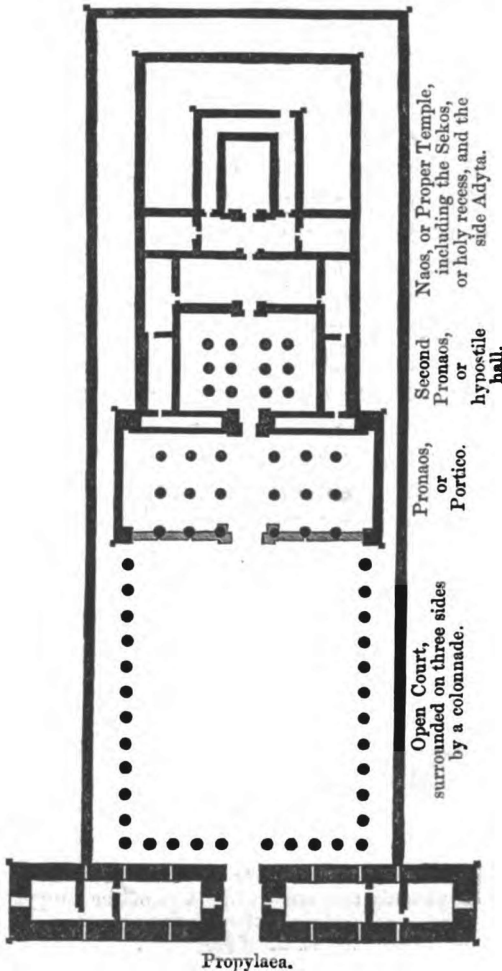 Naos, or Proper Temple,
including the Sekos,
or holy recess, and the
side Adyta.
Second
Pronaos,
or
hypostile
hall.
Pronaos,
or
Portico.
Open Court,
surrounded on three sides
by a colonnade.
Propylaea.